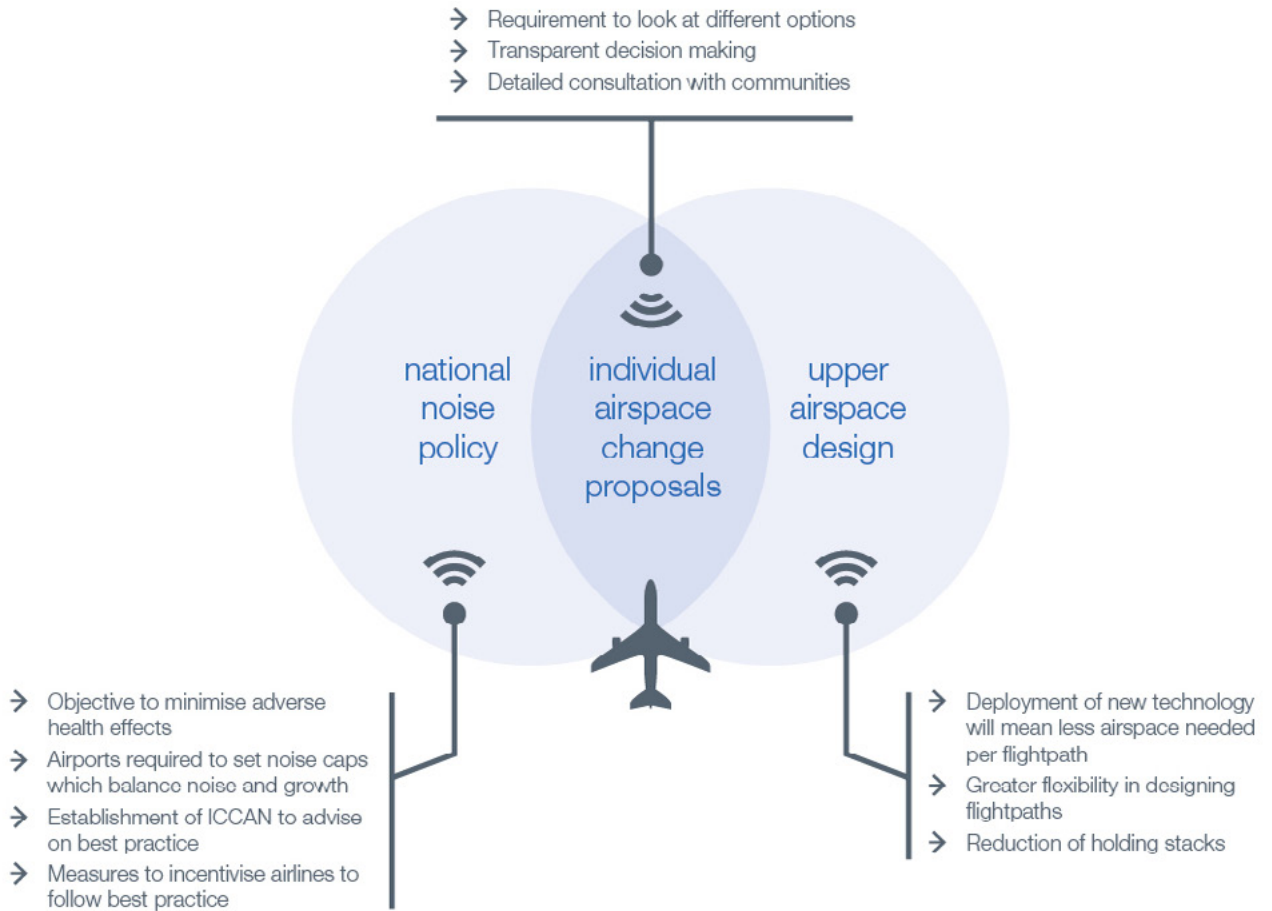 → Requirement to look at different options
→ Transparent decision making
→ Detailed consultation with communities
national
noise
policy
individual
airspace
change
proposals
upper
airspace
design
→ Objective to minimise adverse
health effects
→ Airports required to set noise caps
which balance noise and growth
→ Establishment of ICCAN to advise
on best practice
→ Measures to incentivise airlines to
follow best practice
→ Deployment of new technology
will mean less airspace needed
per flightpath
→ Greater flexibility in designing
flightpaths
→ Reduction of holding stacks